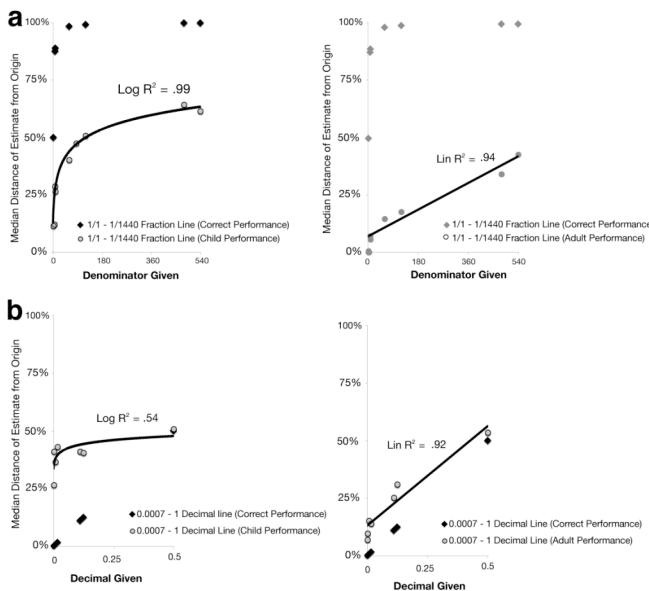 a
100%
75%
50%
25%
0%
Median Distance of Estimate from Origin
Log R² = .99
1/1 - 1/1440 Fraction Line (Correct Performance)
1/1 - 1/1440 Fraction Line (Child Performance)
0 180 360 540
Denominator Given
100%
75%
50%
25%
0%
Median Distance of Estimate from Origin
Lin R² = .94
1/1 - 1/1440 Fraction Line (Correct Performance
1/1 - 1/1440 Fraction Line (Adult Performance)
0 180 360 540
Denominator Given
b
100%
75%
50%
25%
0%
Median Distance of Estimate from Origin
Log R² = .54
0.0007 - 1 Decimal line (Correct Performance)
0.0007 - 1 Decimal Line (Child Performance)
0 0.25 0.5
Decimal Given
100%
75%
50%
25%
0%
Lin R² = .92
0.0007 - 1 Decimal Line (Correct Performance)
0.0007 - 1 Decimal Line (Adult Performance)
0 0.25 0.5
Decimal Given